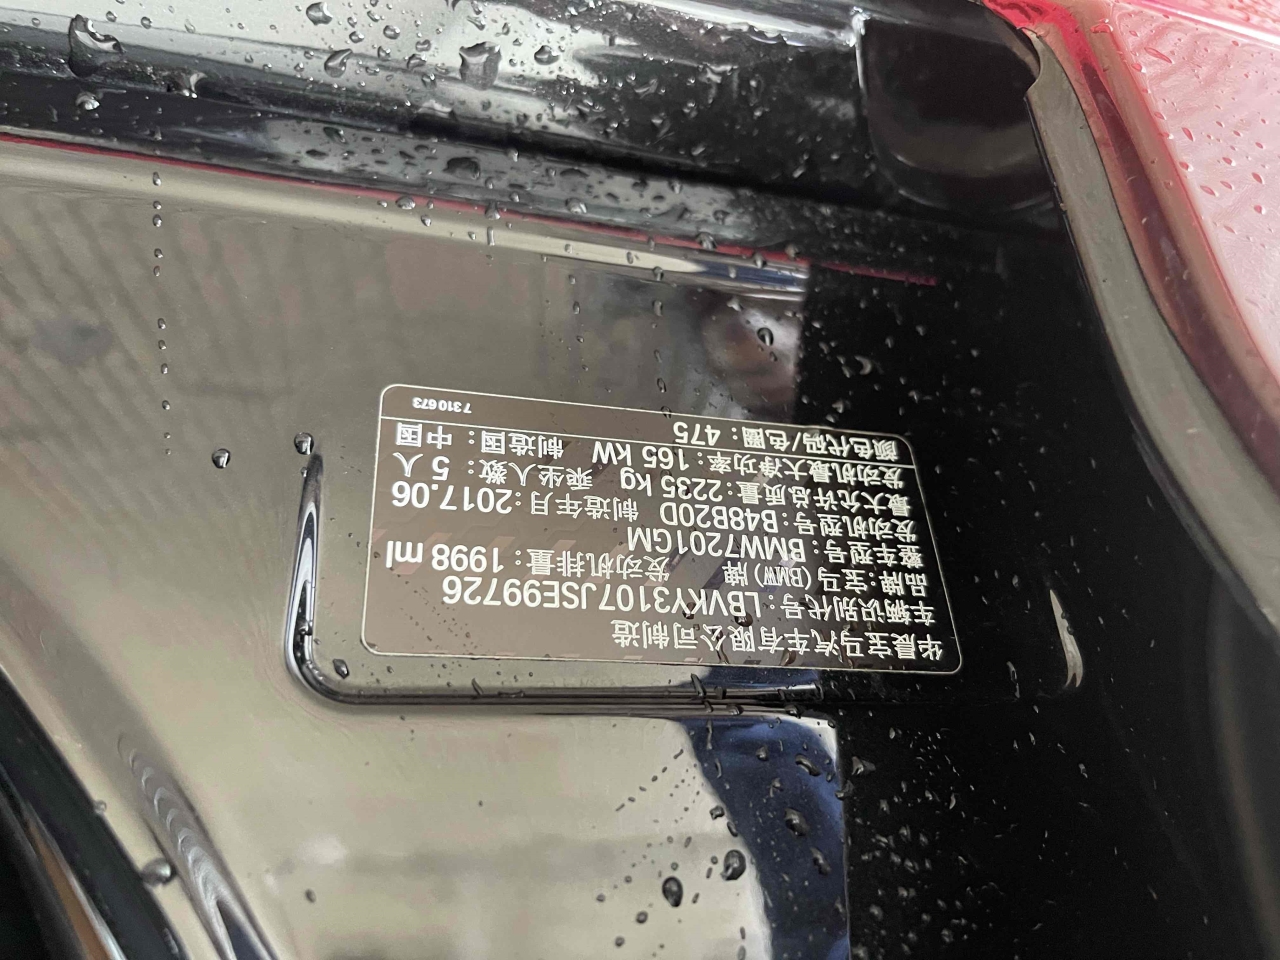 华晨宝马汽车有限公司制造
车辆识别代号：LBVKY3107JSE99726
品牌：宝马(BMW)牌 发动机排量：1998 ml
整车型号：BMW7201GM
发动机型号：B48B20D 制造年月：2017.06
最大允许总质量：2235 kg 乘坐人数：5 人
发动机最大净功率：165 kW 制造国：中国
颜色代码/色圈：475
7310673